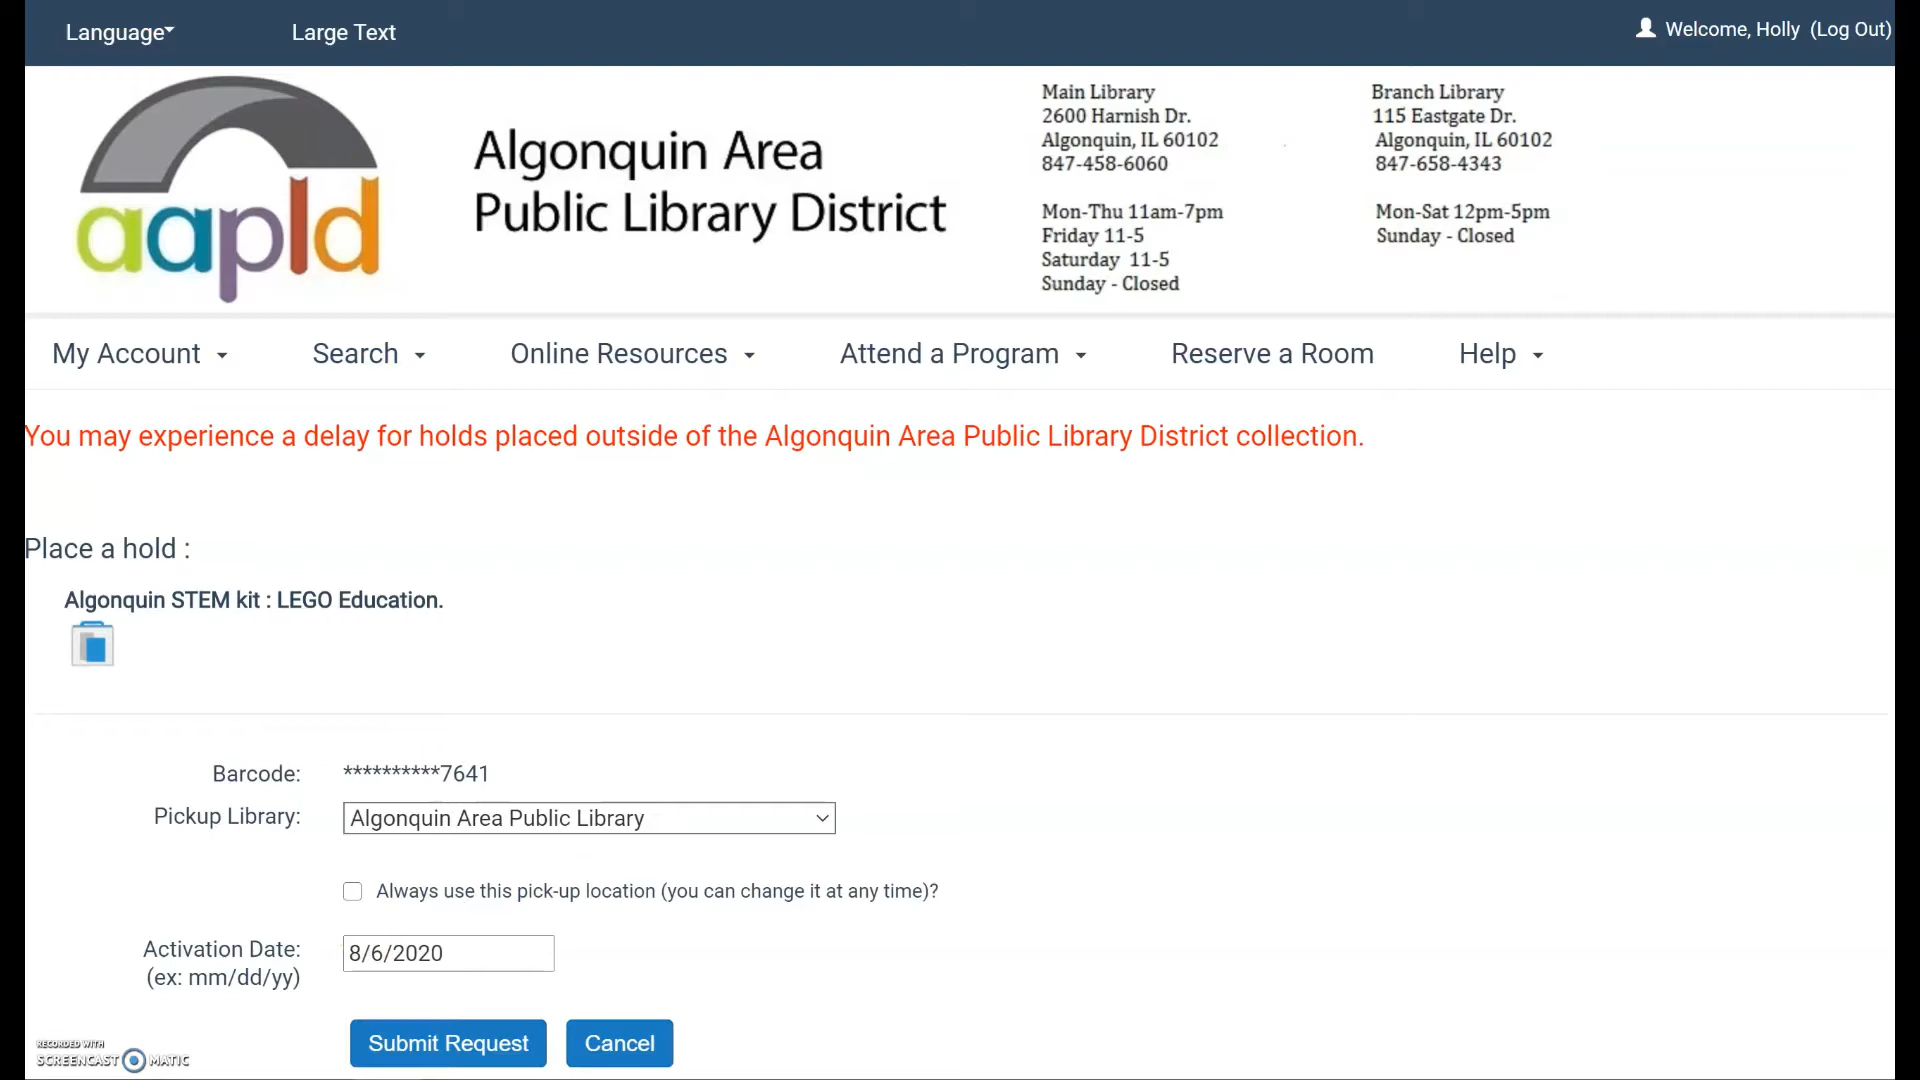 Language
Large Text
Welcome, Holly (Log Out)
aapld
Algonquin Area
Public Library District
Main Library
2600 Harnish Dr.
Algonquin, IL 60102
847-458-6060
Mon-Thu 11am-7pm
Friday 11-5
Saturday 11-5
Sunday - Closed
Branch Library
115 Eastgate Dr.
Algonquin, IL 60102
847-658-4343
Mon-Sat 12pm-5pm
Sunday - Closed
My Account
Search
Online Resources
Attend a Program
Reserve a Room
Help
You may experience a delay for holds placed outside of the Algonquin Area Public Library District collection.
Place a hold :
Algonquin STEM kit : LEGO Education.
Barcode: **********7641
Pickup Library: Algonquin Area Public Library
Always use this pick-up location (you can change it at any time)?
Activation Date: 8/6/2020
(ex: mm/dd/yy)
Submit Request
Cancel
RECORDED WITH
SCREENCAST MATIC